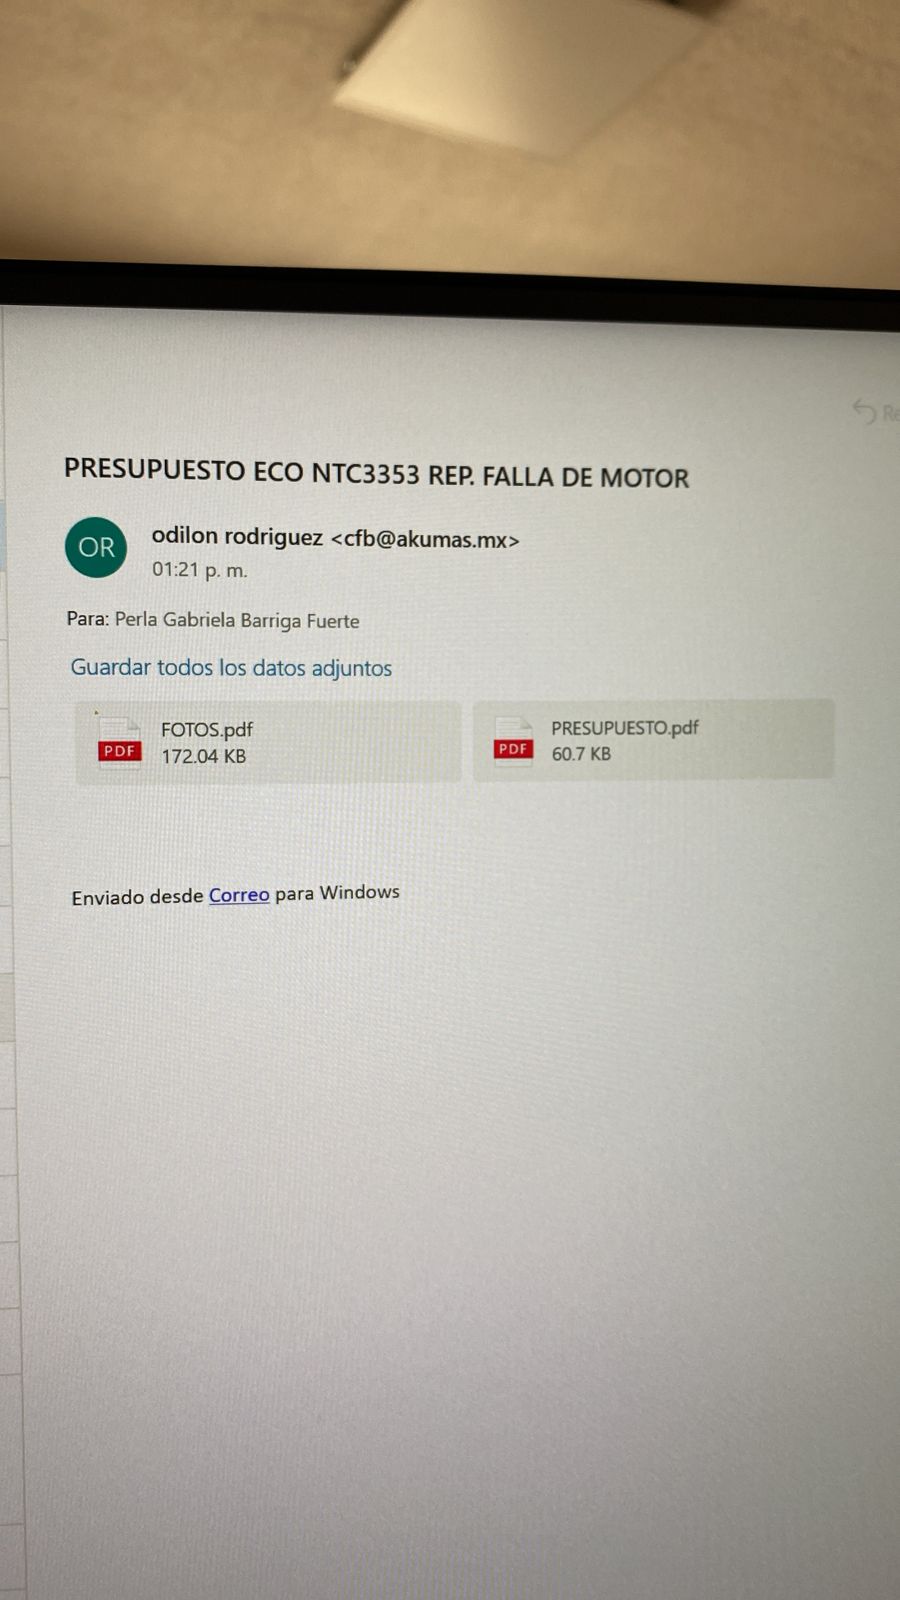 Re
PRESUPUESTO ECO NTC3353 REP. FALLA DE MOTOR
OR
odilon rodriguez <cfb@akumas.mx>
01:21 p. m.
Para: Perla Gabriela Barriga Fuerte
Guardar todos los datos adjuntos
PDF
FOTOS.pdf
172.04 KB
PDF
PRESUPUESTO.pdf
60.7 KB
Enviado desde Correo para Windows